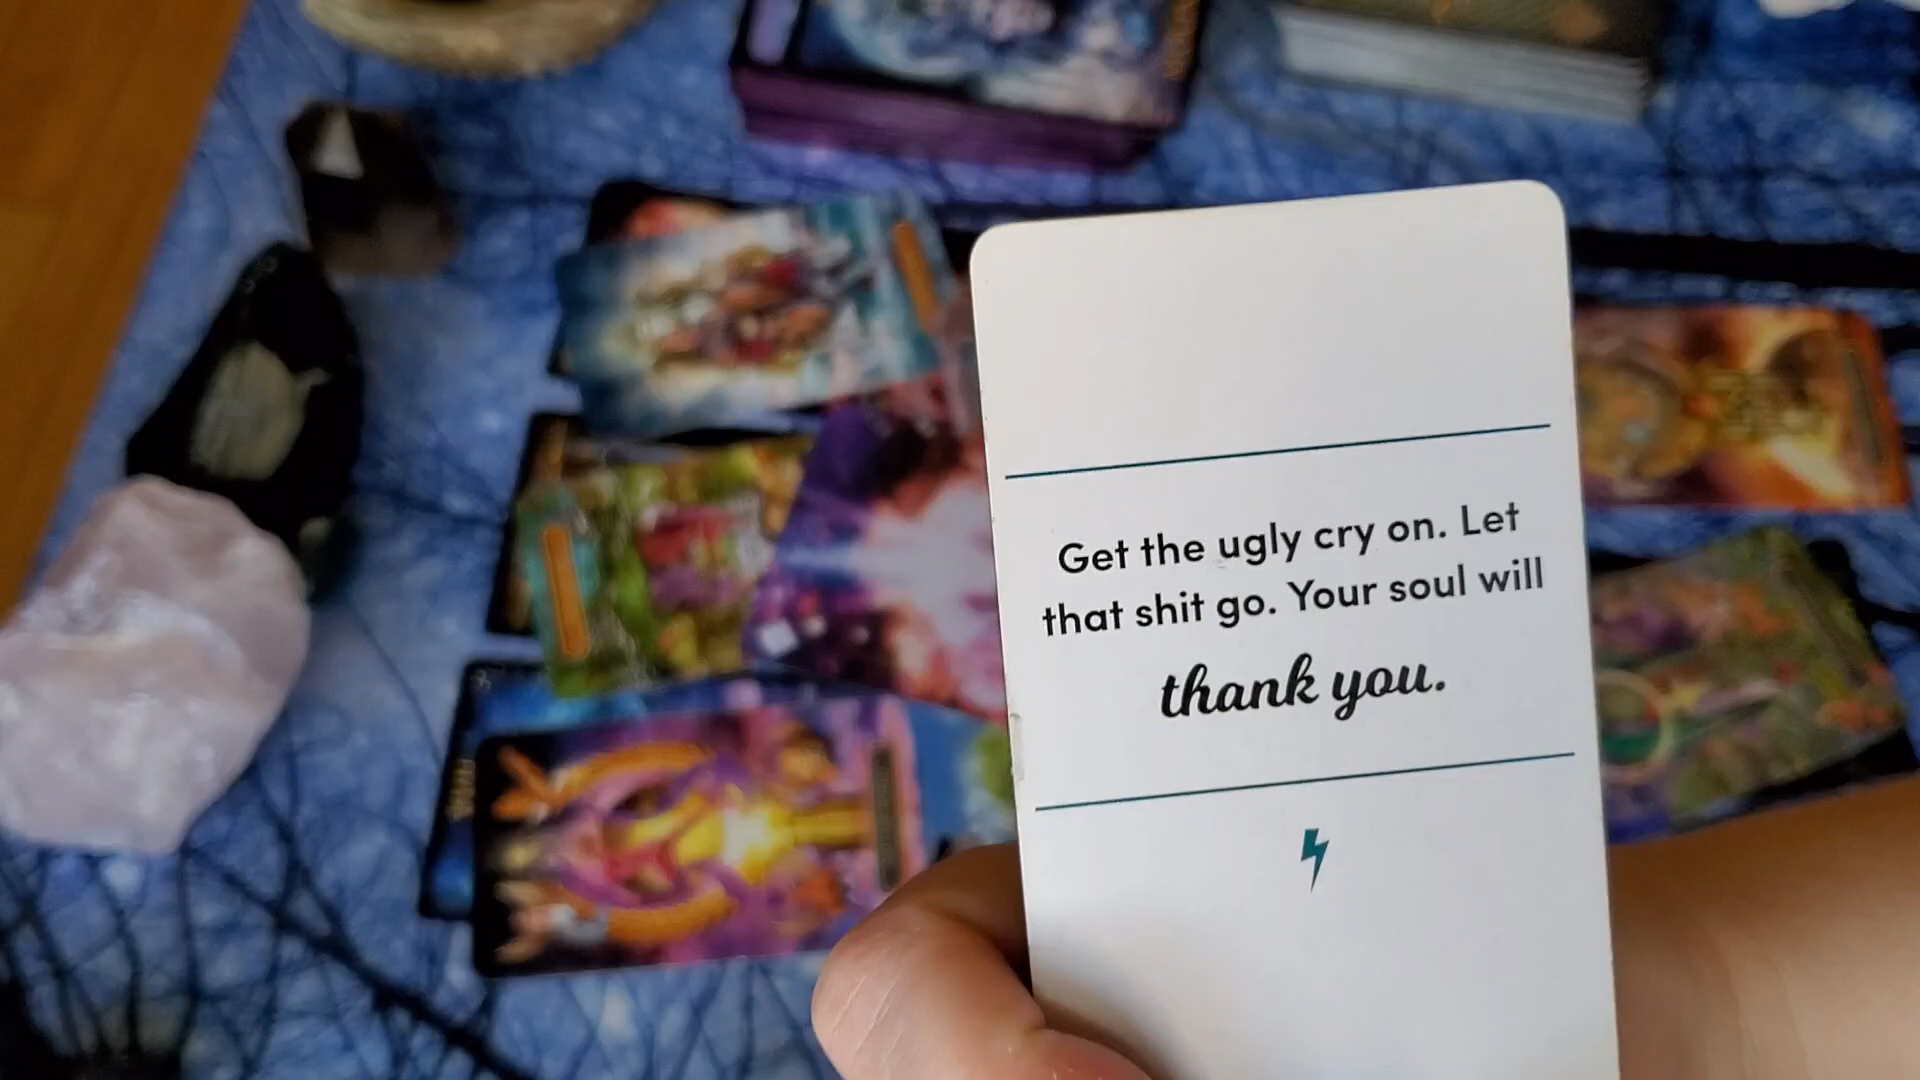 Get the ugly cry on. Let
that shit go. Your soul will
thank you.